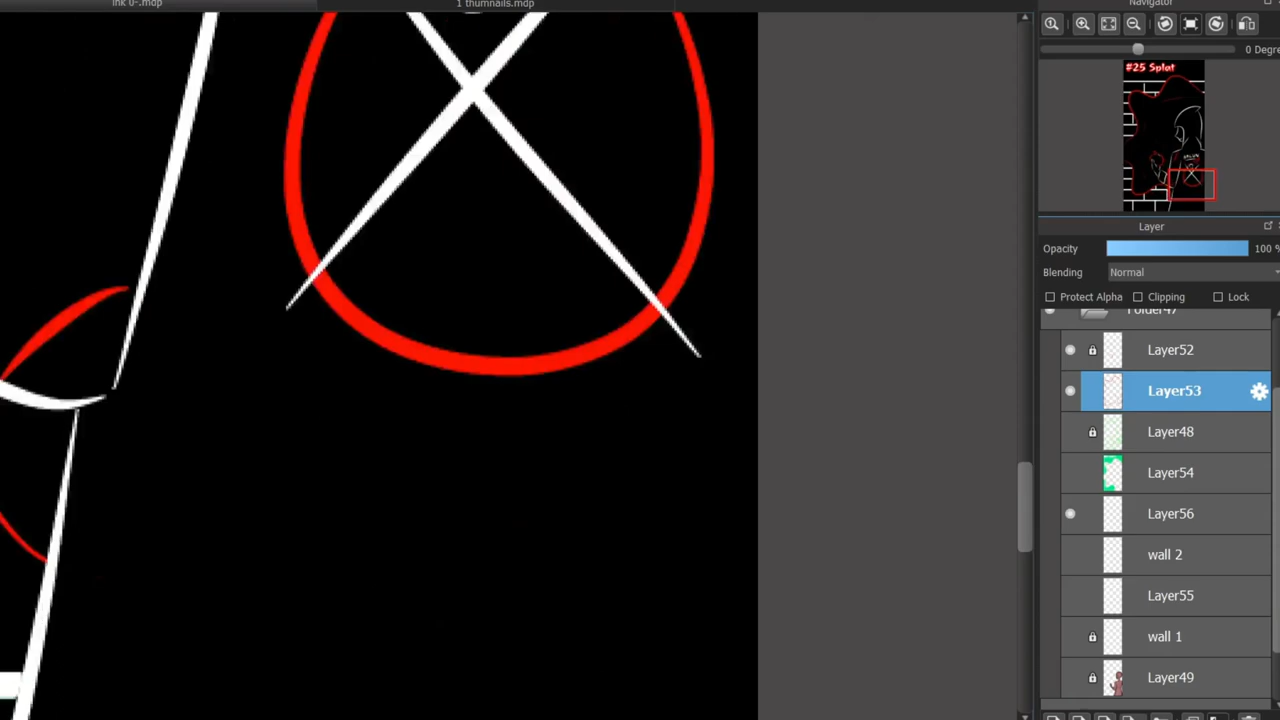 ink 0-.mdp
1 thumnails.mdp
Navigator
0 Degre
#25 Splat
Layer
Opacity
100 %
Blending
Normal
Protect Alpha
Clipping
Lock
Folder47
Layer52
Layer53
Layer48
Layer54
Layer56
wall 2
Layer55
wall 1
Layer49